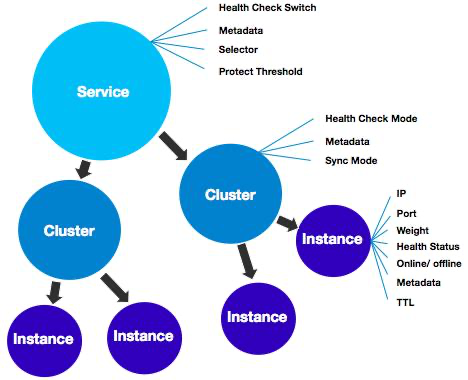 Health Check Switch
Metadata
Selector
Protect Threshold
Service
Health Check Mode
Metadata
Sync Mode
Cluster
Cluster
IP
Port
Weight
Health Status
Online/ offline
Metadata
TTL
Instance
Instance
Instance
Instance